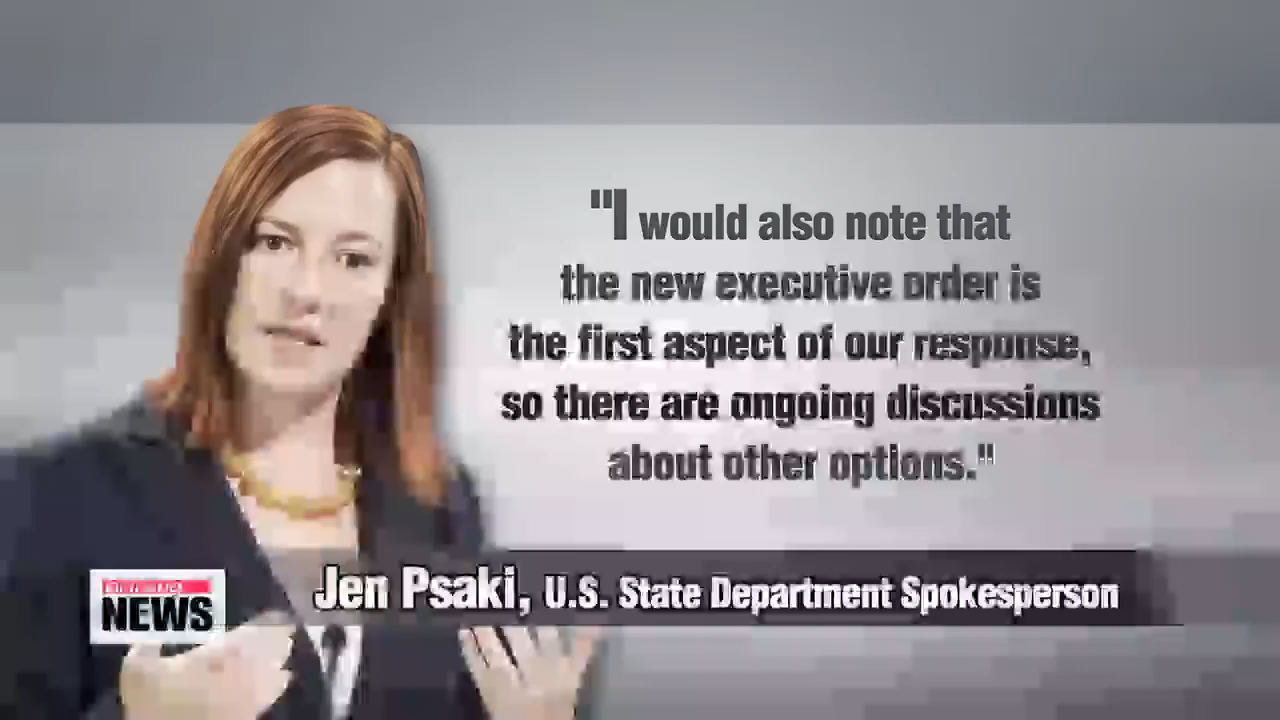 "I would also note that
the new executive order is
the first aspect of our response,
so there are ongoing discussions
about other options."
Jen Psaki, U.S. State Department Spokesperson
NEWS